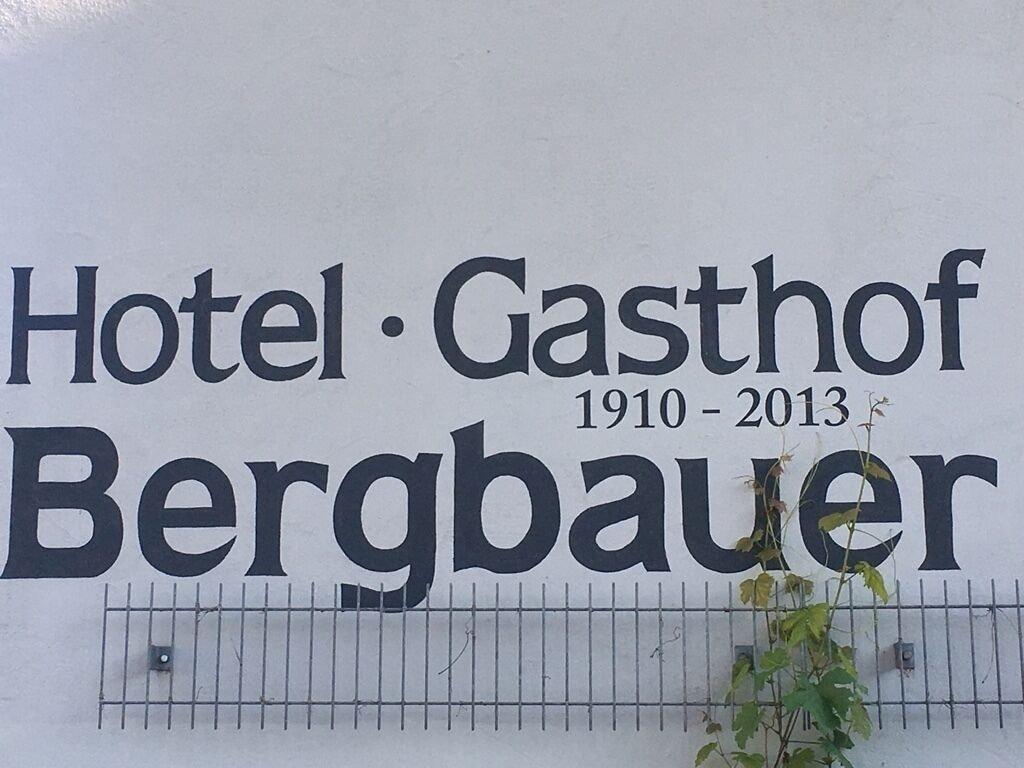 Hotel · Gasthof
1910 - 2013
Bergbauer